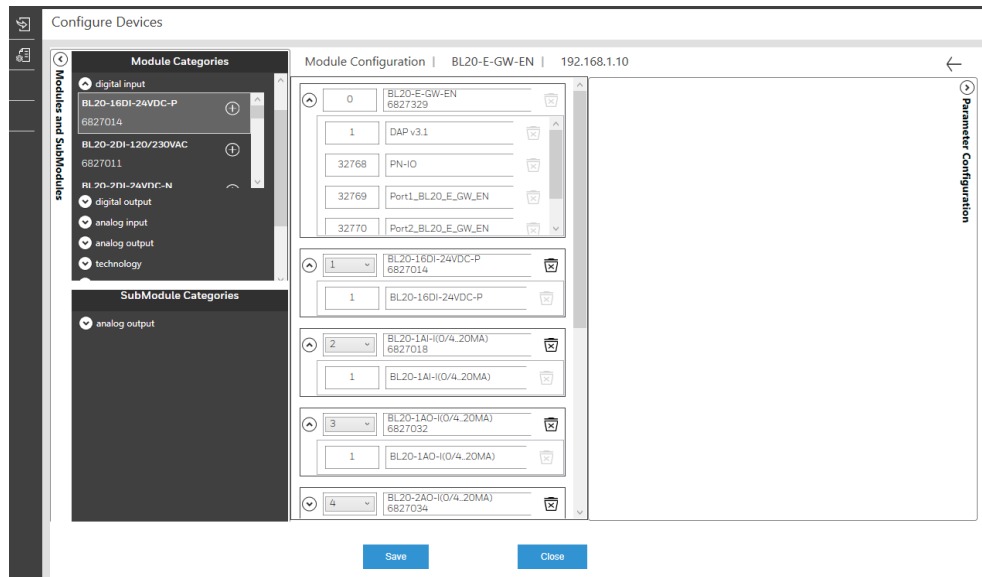 Configure Devices
Modules and SubModules
Module Categories
digital input
BL20-16DI-24VDC-P
6827014
BL20-2DI-120/230VAC
6827011
BL20-2DI-24VDC-N
digital output
analog input
analog output
technology
SubModule Categories
analog output
Module Configuration | BL20-E-GW-EN | 192.168.1.10
0
BL20-E-GW-EN
6827329
1 DAP v3.1
32768 PN-IO
32769 Port1_BL20_E_GW_EN
32770 Port2_BL20_E_GW_EN
1
BL20-16DI-24VDC-P
6827014
1 BL20-16DI-24VDC-P
2
BL20-1AI-I(0/4..20MA)
6827018
1 BL20-1AI-I(0/4..20MA)
3
BL20-1AO-I(0/4..20MA)
6827032
1 BL20-1AO-I(0/4..20MA)
4
BL20-2AO-I(0/4..20MA)
6827034
Parameter Configuration
Save
Close